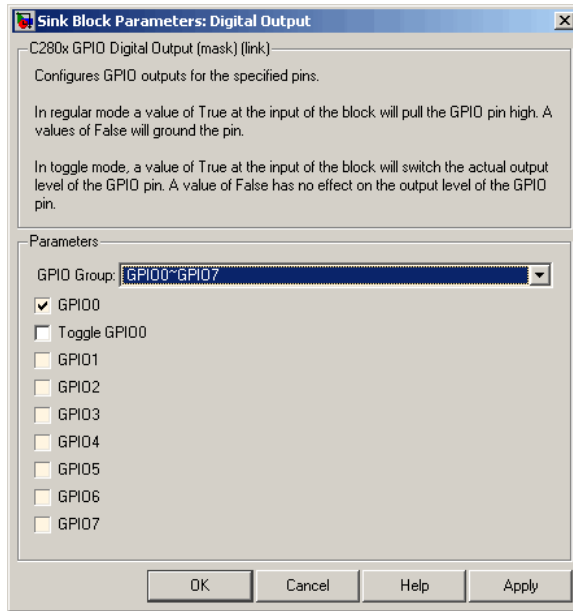 Sink Block Parameters: Digital Output
C280x GPIO Digital Output (mask) (link)
Configures GPIO outputs for the specified pins.
In regular mode a value of True at the input of the block will pull the GPIO pin high. A
values of False will ground the pin.
In toggle mode, a value of True at the input of the block will switch the actual output
level of the GPIO pin. A value of False has no effect on the output level of the GPIO
pin.
Parameters
GPIO Group: GPIO0~GPIO7
GPIO0
Toggle GPIO0
GPIO1
GPIO2
GPIO3
GPIO4
GPIO5
GPIO6
GPIO7
OK Cancel Help Apply